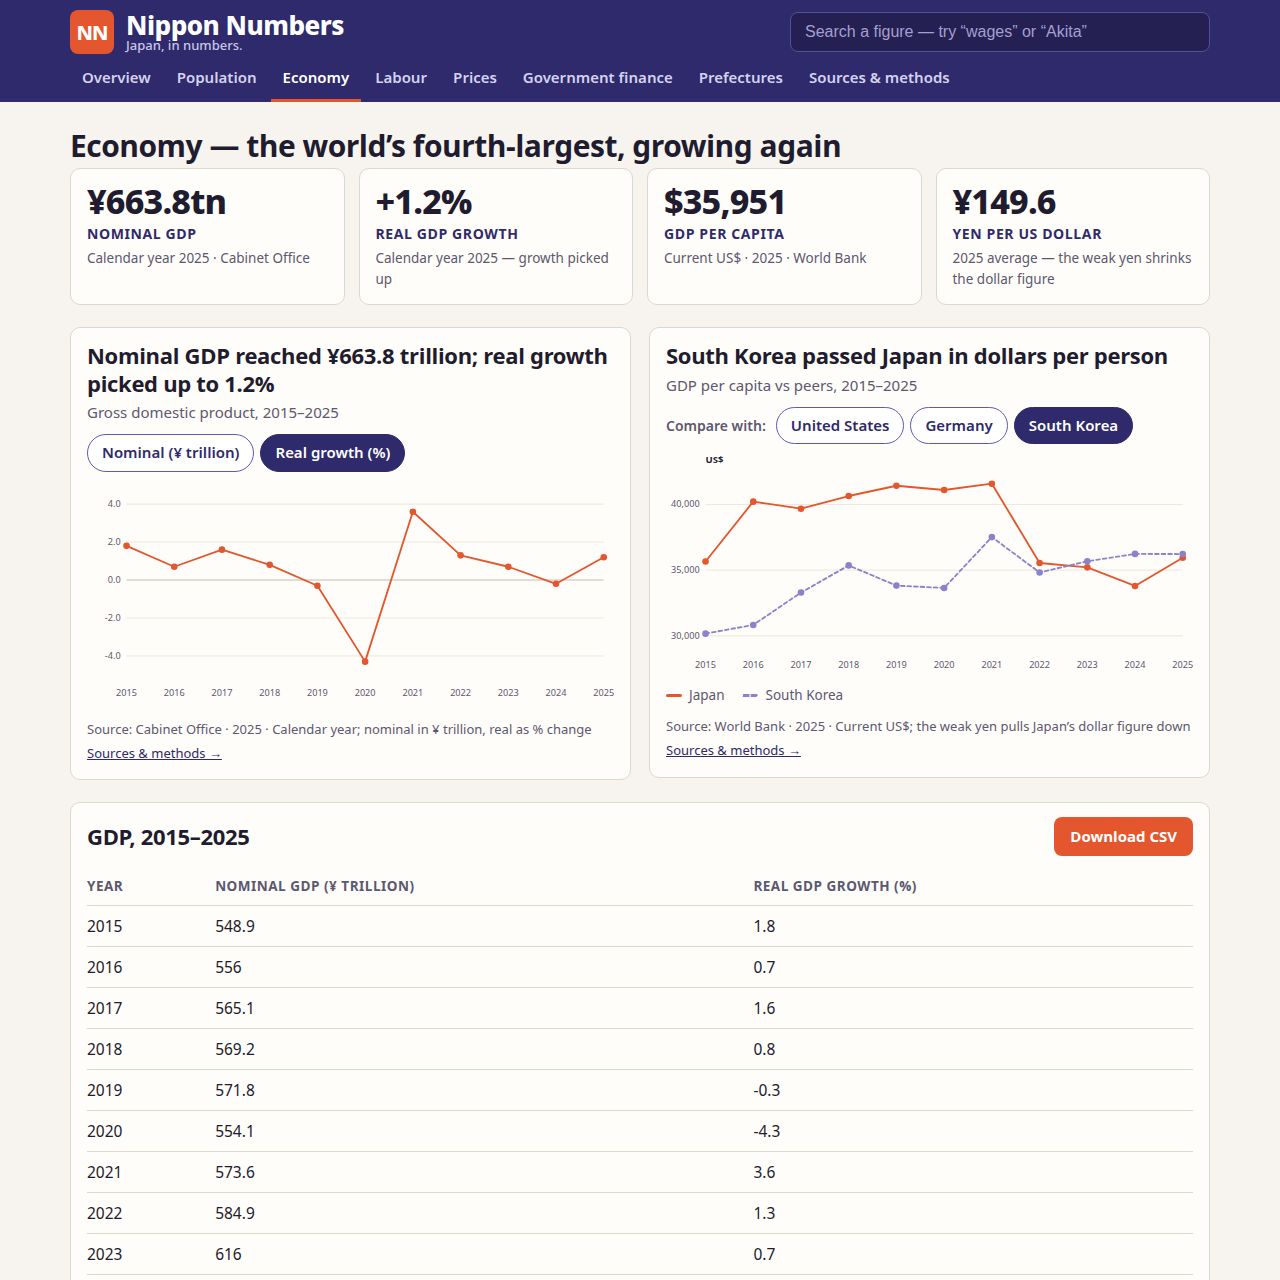 NN
Nippon Numbers
Japan, in numbers.
Search a figure — try “wages” or “Akita”
Overview Population Economy Labour Prices Government finance Prefectures Sources & methods
Economy — the world’s fourth-largest, growing again
¥663.8tn
NOMINAL GDP
Calendar year 2025 · Cabinet Office
+1.2%
REAL GDP GROWTH
Calendar year 2025 — growth picked
up
$35,951
GDP PER CAPITA
Current US$ · 2025 · World Bank
¥149.6
YEN PER US DOLLAR
2025 average — the weak yen shrinks
the dollar figure
Nominal GDP reached ¥663.8 trillion; real growth
picked up to 1.2%
Gross domestic product, 2015–2025
Nominal (¥ trillion) Real growth (%)
4.0
2.0
0.0
-2.0
-4.0
2015 2016 2017 2018 2019 2020 2021 2022 2023 2024 2025
Source: Cabinet Office · 2025 · Calendar year; nominal in ¥ trillion, real as % change
Sources & methods →
South Korea passed Japan in dollars per person
GDP per capita vs peers, 2015–2025
Compare with: United States Germany South Korea
US$
40,000
35,000
30,000
2015 2016 2017 2018 2019 2020 2021 2022 2023 2024 2025
Japan South Korea
Source: World Bank · 2025 · Current US$; the weak yen pulls Japan’s dollar figure down
Sources & methods →
GDP, 2015–2025
Download CSV
YEAR NOMINAL GDP (¥ TRILLION) REAL GDP GROWTH (%)
2015 548.9 1.8
2016 556 0.7
2017 565.1 1.6
2018 569.2 0.8
2019 571.8 -0.3
2020 554.1 -4.3
2021 573.6 3.6
2022 584.9 1.3
2023 616 0.7